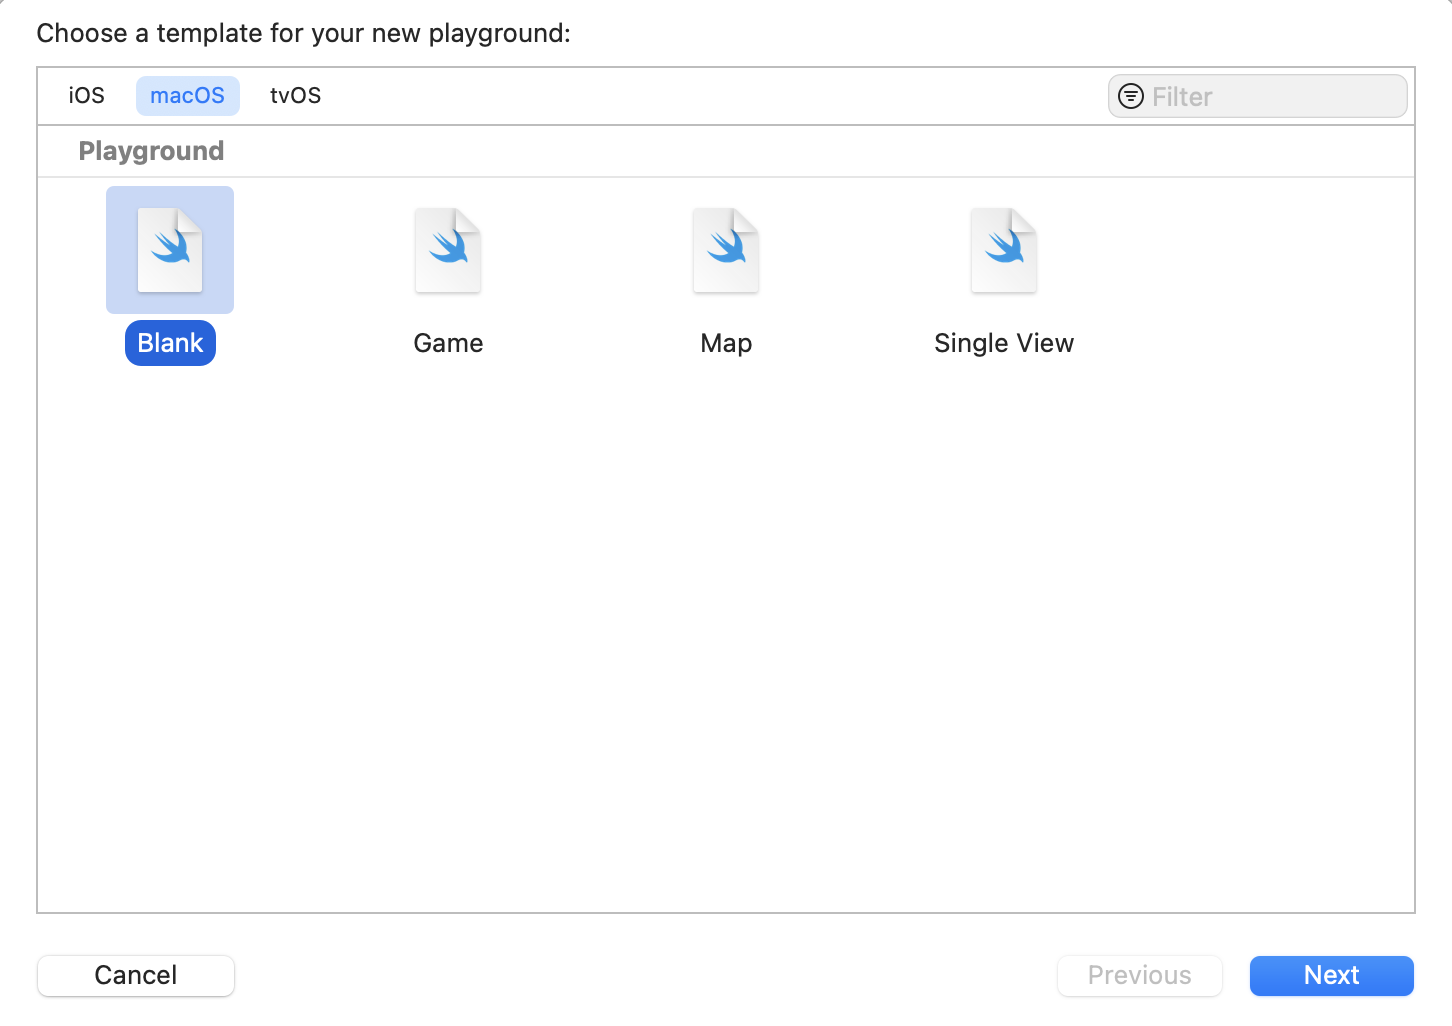 Choose a template for your new playground:
iOS macOS tvOS Filter
Playground
Blank Game Map Single View
Cancel Previous Next